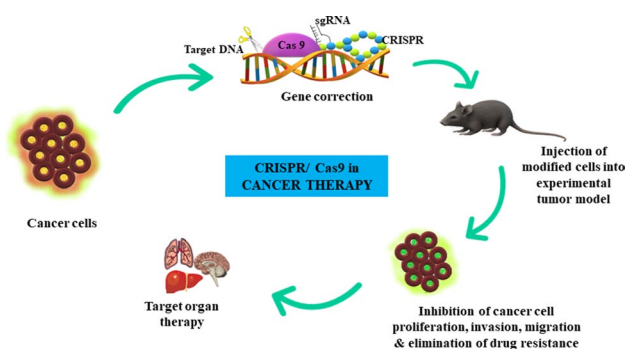 sgRNA
Target DNA
Cas 9
CRISPR
Gene correction
Injection of
modified cells into
experimental
tumor model
CRISPR/ Cas9 in
CANCER THERAPY
Cancer cells
Target organ
therapy
Inhibition of cancer cell
proliferation, invasion, migration
& elimination of drug resistance